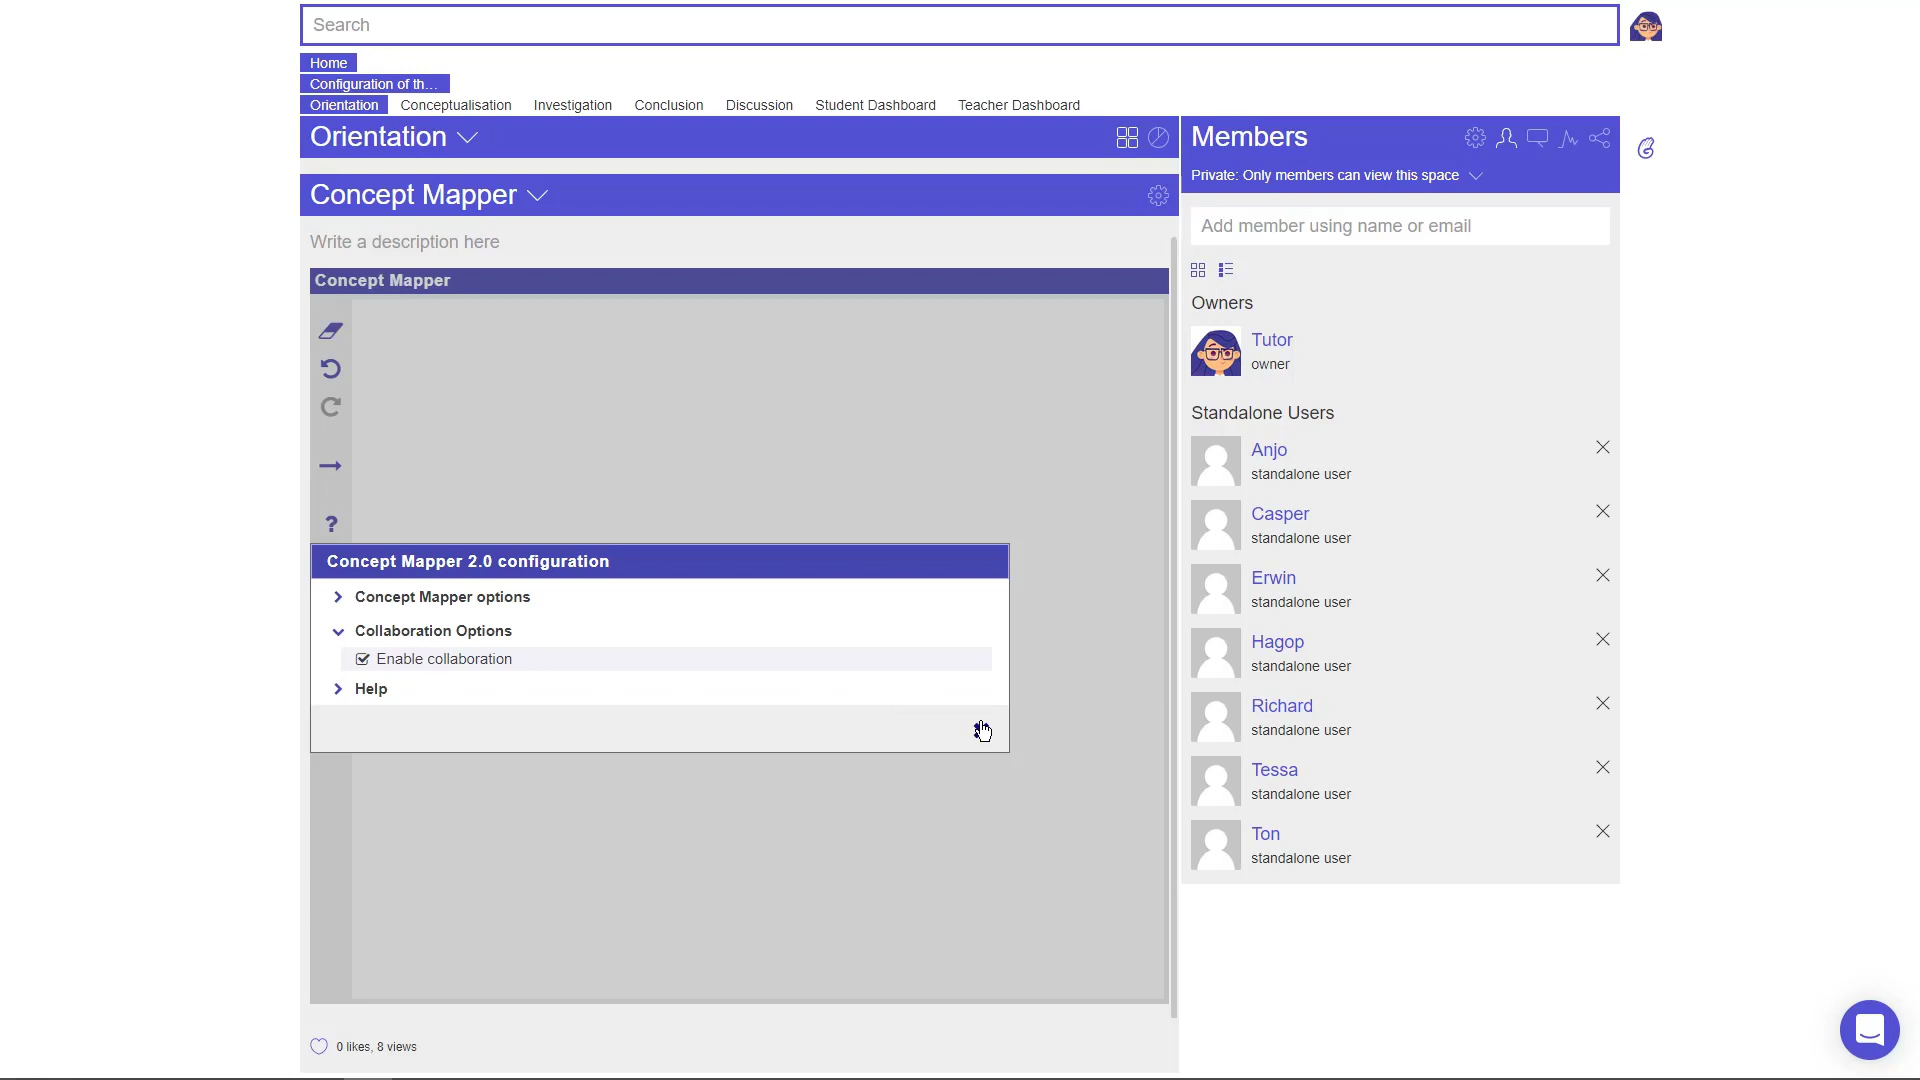 Search
Home
Configuration of th...
Orientation Conceptualisation Investigation Conclusion Discussion Student Dashboard Teacher Dashboard
Orientation
Concept Mapper
Write a description here
Concept Mapper
?
Concept Mapper 2.0 configuration
Concept Mapper options
Collaboration Options
Enable collaboration
Help
0 likes, 8 views
Members
Private: Only members can view this space
Add member using name or email
Owners
Tutor
owner
Standalone Users
Anjo
standalone user
Casper
standalone user
Erwin
standalone user
Hagop
standalone user
Richard
standalone user
Tessa
standalone user
Ton
standalone user